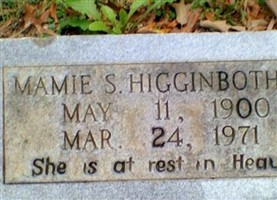 MAMIE S. HIGGINBOTH
MAY 11, 1900
MAR. 24, 1971
She is at rest in Heav